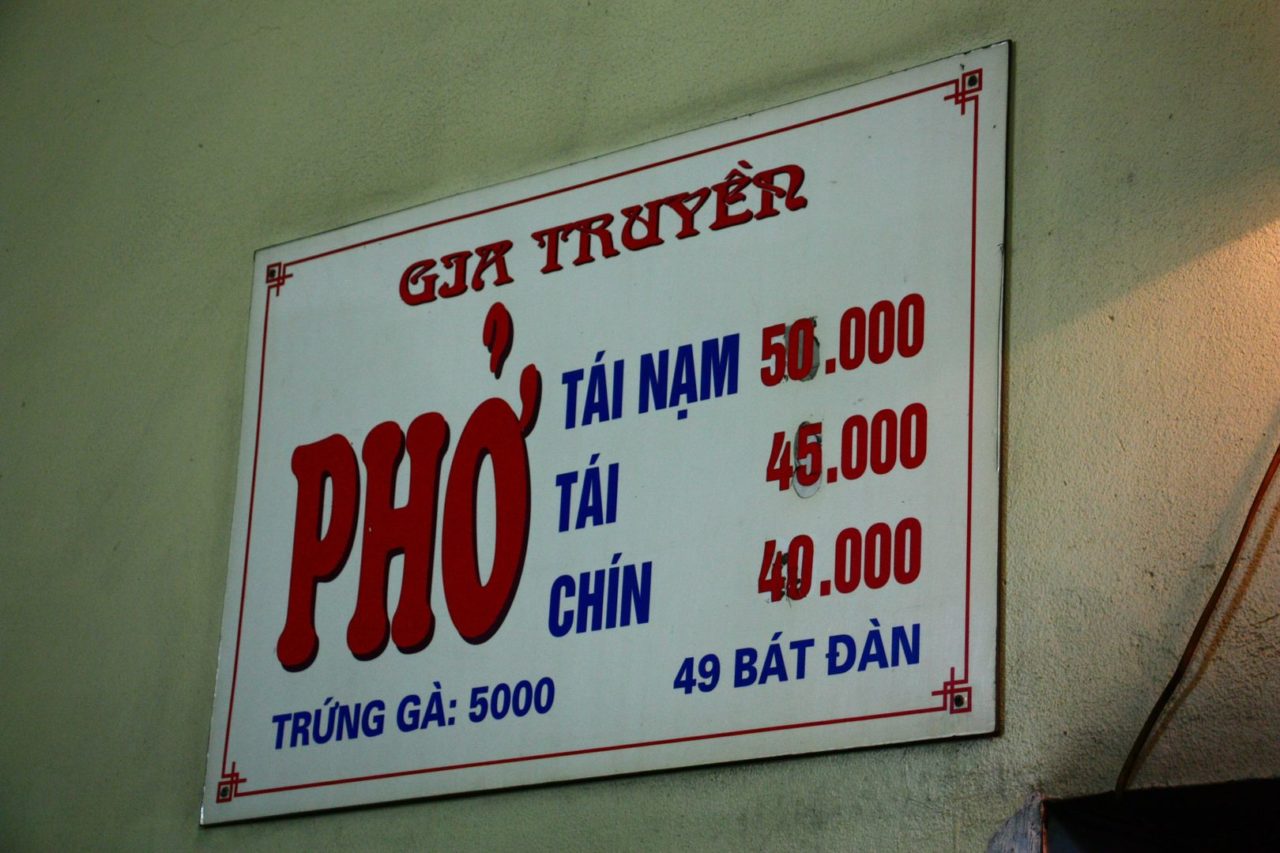 GIA TRUYỀN
PHỞ
TÁI NẠM 50.000
TÁI 45.000
CHÍN 40.000
TRỨNG GÀ: 5000
49 BÁT ĐÀN